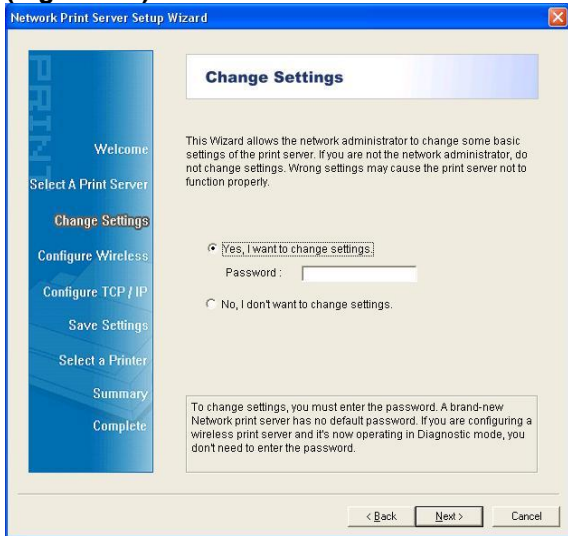 Network Print Server Setup Wizard
PRINT
Welcome
Select A Print Server
Change Settings
Configure Wireless
Configure TCP / IP
Save Settings
Select a Printer
Summary
Complete
Change Settings
This Wizard allows the network administrator to change some basic
settings of the print server. If you are not the network administrator, do
not change settings. Wrong settings may cause the print server not to
function properly.
Yes, I want to change settings.
Password :
No, I don't want to change settings.
To change settings, you must enter the password. A brand-new
Network print server has no default password. If you are configuring a
wireless print server and it's now operating in Diagnostic mode, you
don't need to enter the password.
< Back
Next >
Cancel